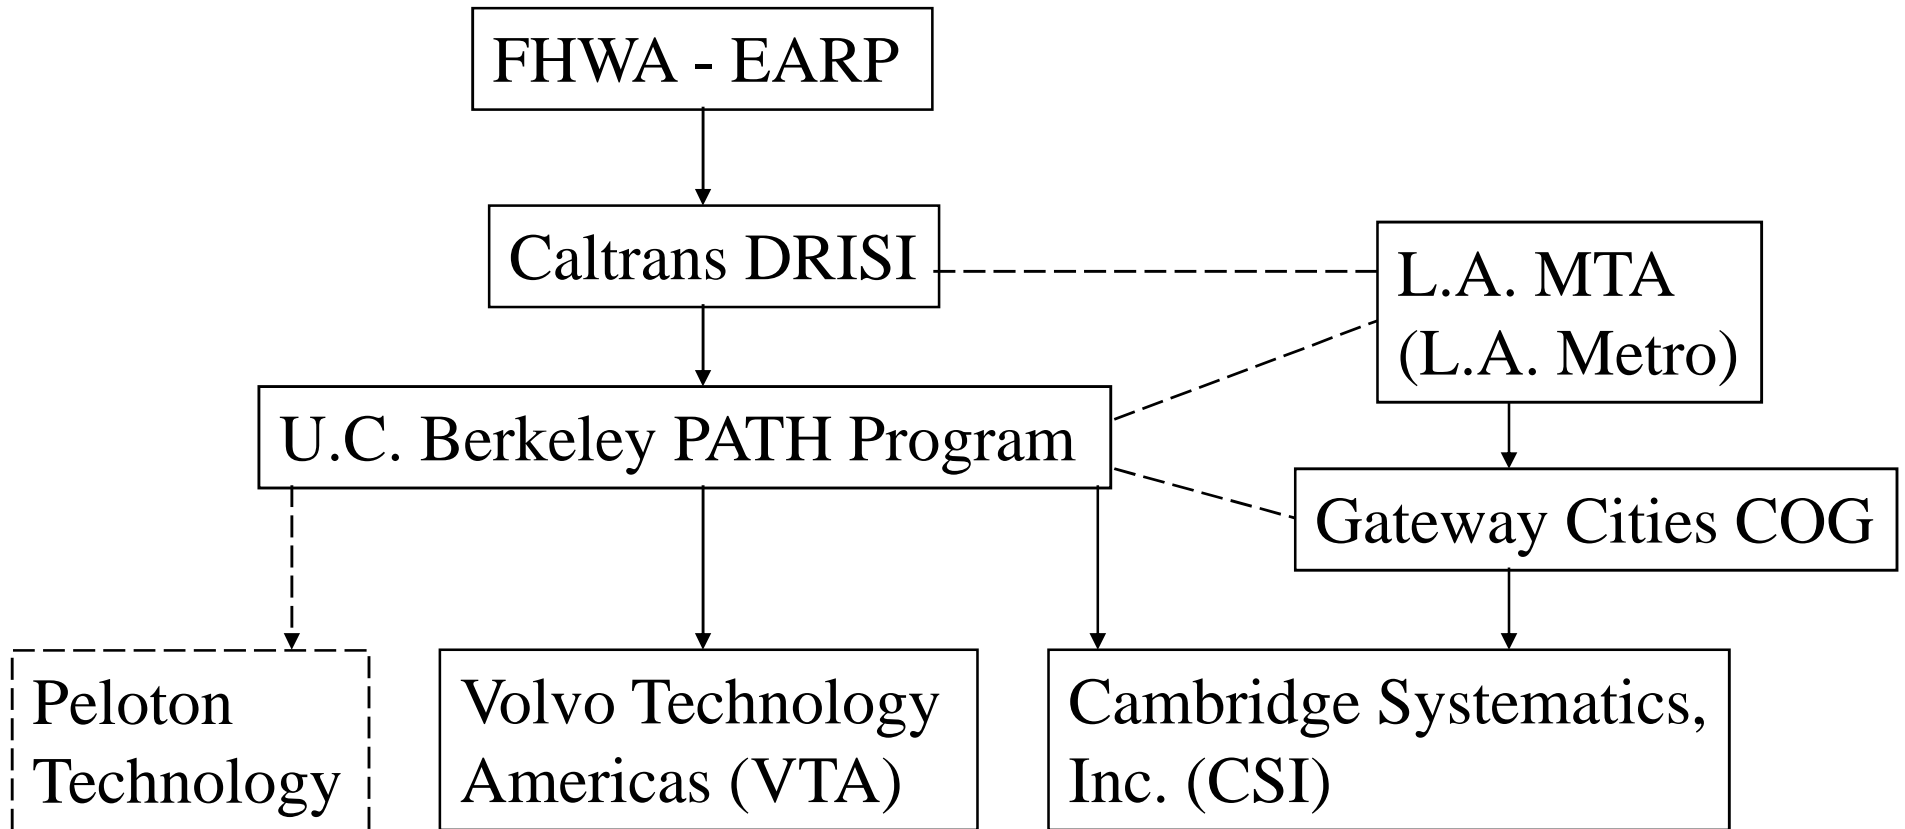 FHWA - EARP
Caltrans DRISI
L.A. MTA
(L.A. Metro)
U.C. Berkeley PATH Program
Gateway Cities COG
Peloton
Technology
Volvo Technology
Americas (VTA)
Cambridge Systematics,
Inc. (CSI)